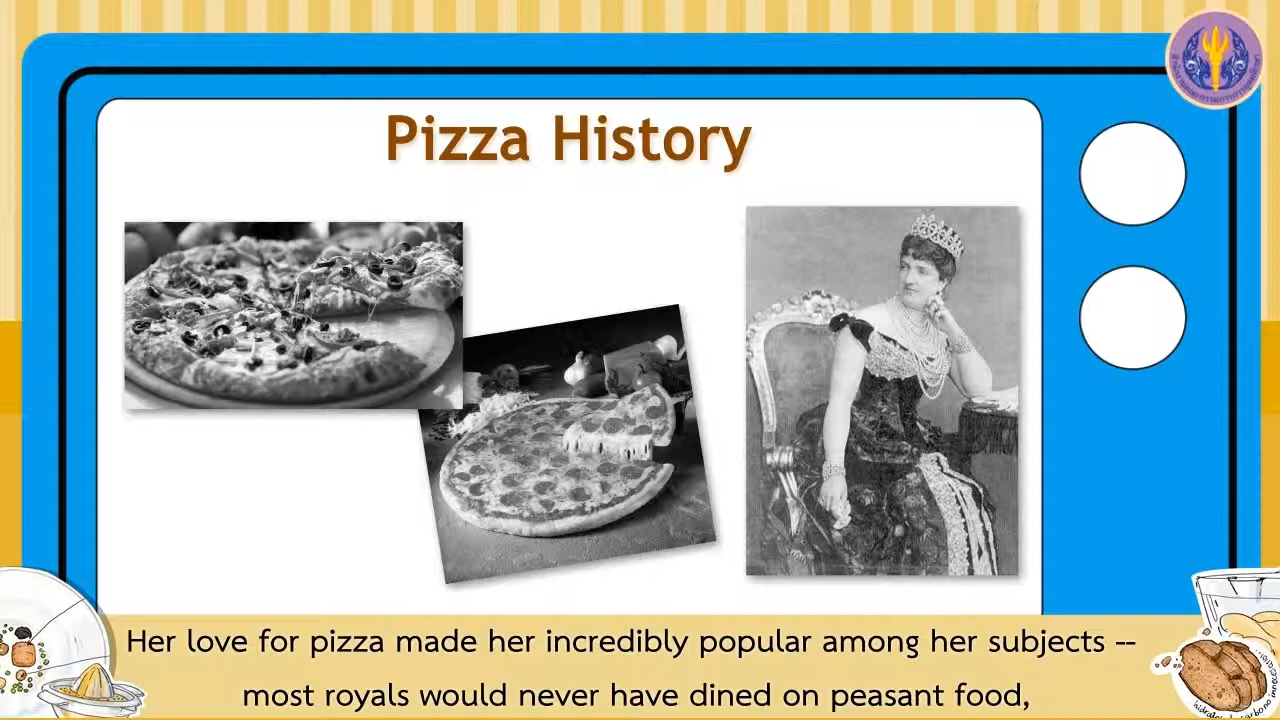 Pizza History
Her love for pizza made her incredibly popular among her subjects --
most royals would never have dined on peasant food,